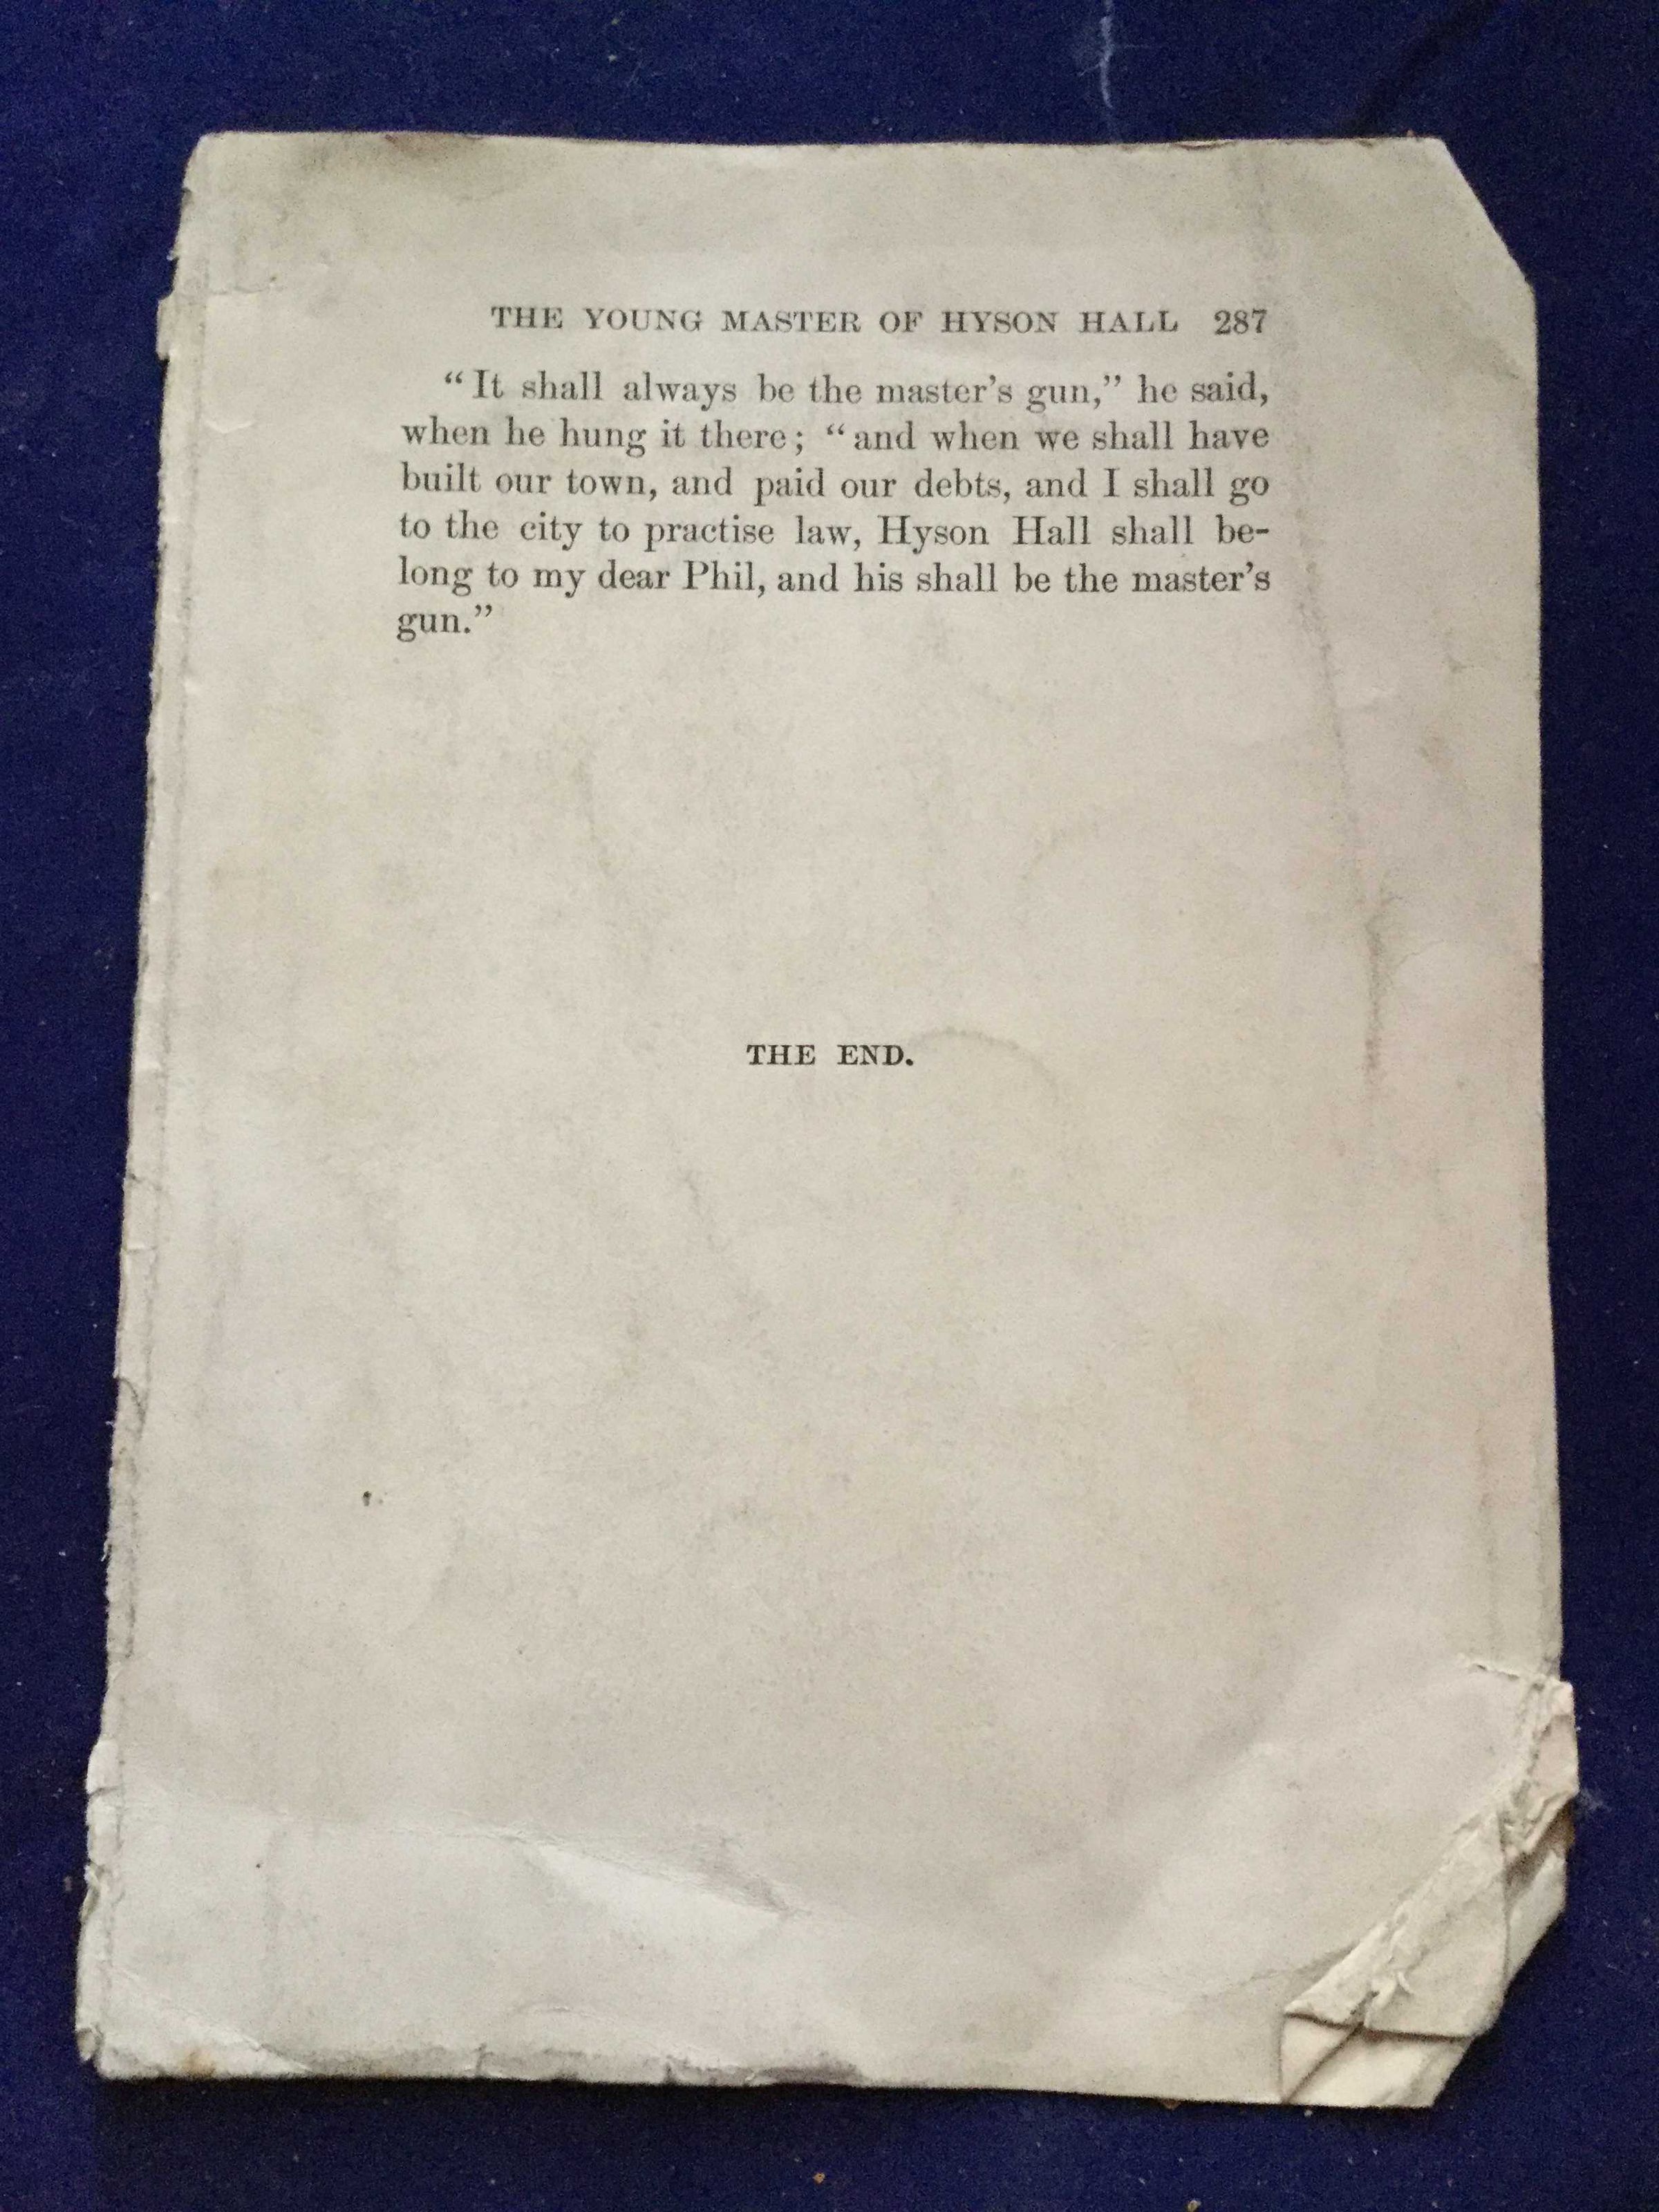 THE YOUNG MASTER OF HYSON HALL 287
“It shall always be the master’s gun,” he said,
when he hung it there; “and when we shall have
built our town, and paid our debts, and I shall go
to the city to practise law, Hyson Hall shall be-
long to my dear Phil, and his shall be the master’s
gun.”
THE END.